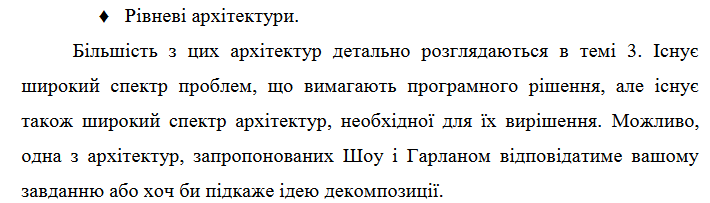 ♦ Рівневі архітектури.
Більшість з цих архітектур детально розглядаються в темі 3. Існує
широкий спектр проблем, що вимагають програмного рішення, але існує
також широкий спектр архітектур, необхідної для їх вирішення. Можливо,
одна з архітектур, запропонованих Шоу і Гарланом відповідатиме вашому
завданню або хоч би підкаже ідею декомпозиції.